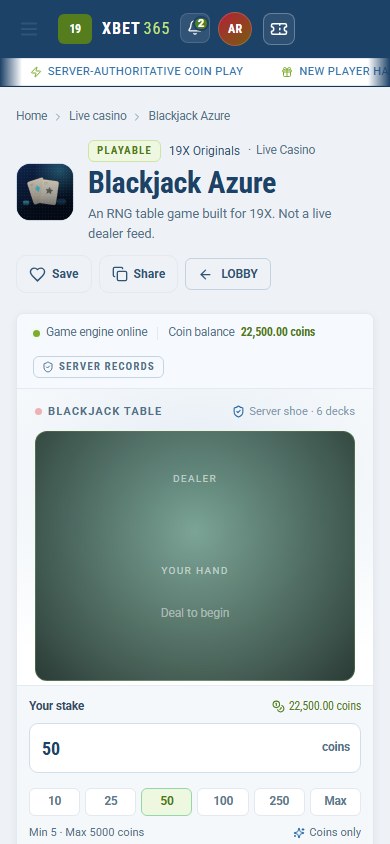 19 XBET 365 2 AR
SERVER-AUTHORITATIVE COIN PLAY NEW PLAYER HA
Home > Live casino > Blackjack Azure
PLAYABLE 19X Originals · Live Casino
Blackjack Azure
An RNG table game built for 19X. Not a live
dealer feed.
Save Share LOBBY
Game engine online Coin balance 22,500.00 coins
SERVER RECORDS
BLACKJACK TABLE Server shoe · 6 decks
DEALER
YOUR HAND
Deal to begin
Your stake 22,500.00 coins
50 coins
10 25 50 100 250 Max
Min 5 · Max 5000 coins Coins only